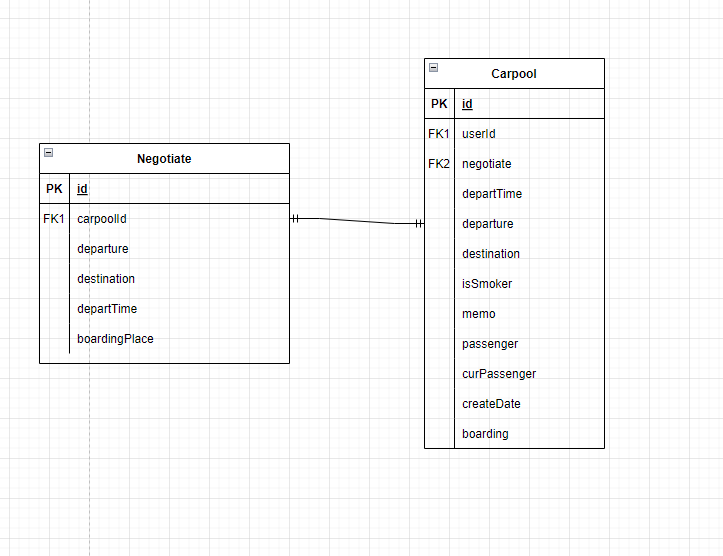 Negotiate
PK id
FK1 carpoolId
departure
destination
departTime
boardingPlace
Carpool
PK id
FK1 userId
FK2 negotiate
departTime
departure
destination
isSmoker
memo
passenger
curPassenger
createDate
boarding